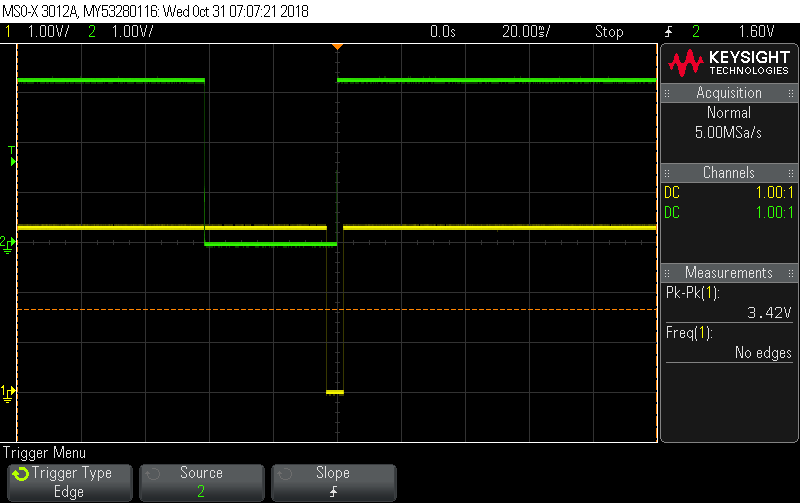 MSO-X 3012A, MY53280116: Wed Oct 31 07:07:21 2018
1 1.00V/ 2 1.00V/ 0.0s 20.00ms/ Stop 2 1.60V
KEYSIGHT
TECHNOLOGIES
Acquisition
Normal
5.00MSa/s
Channels
DC 1.00:1
DC 1.00:1
Measurements
Pk-Pk(1):
3.42V
Freq(1):
No edges
T
2
1
Trigger Menu
Trigger Type
Edge
Source
2
Slope